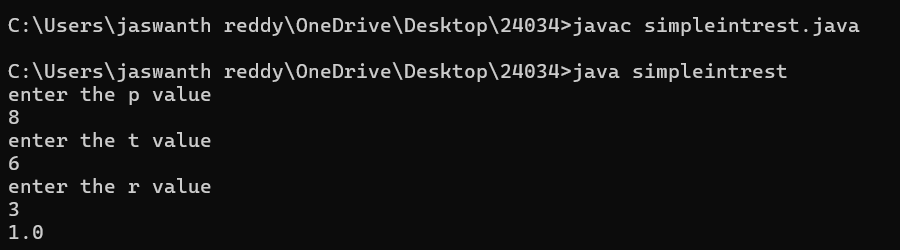 C:\Users\jaswanth reddy\OneDrive\Desktop\24034>javac simpleintrest.java
C:\Users\jaswanth reddy\OneDrive\Desktop\24034>java simpleintrest
enter the p value
8
enter the t value
6
enter the r value
3
1.0